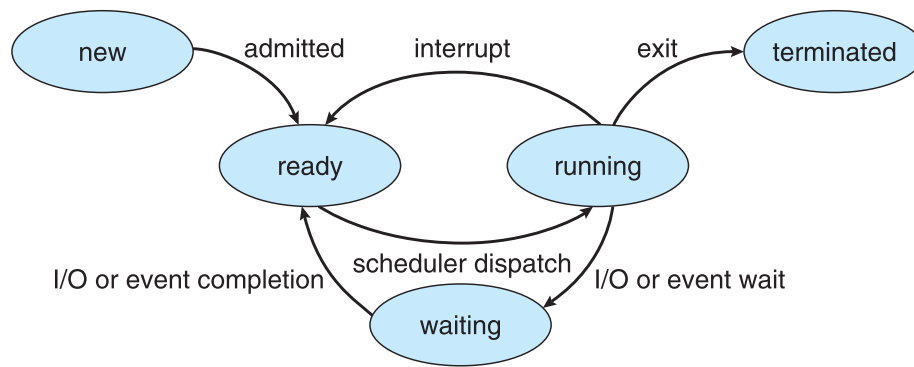 new
admitted
interrupt
exit
terminated
ready
running
scheduler dispatch
I/O or event completion
I/O or event wait
waiting